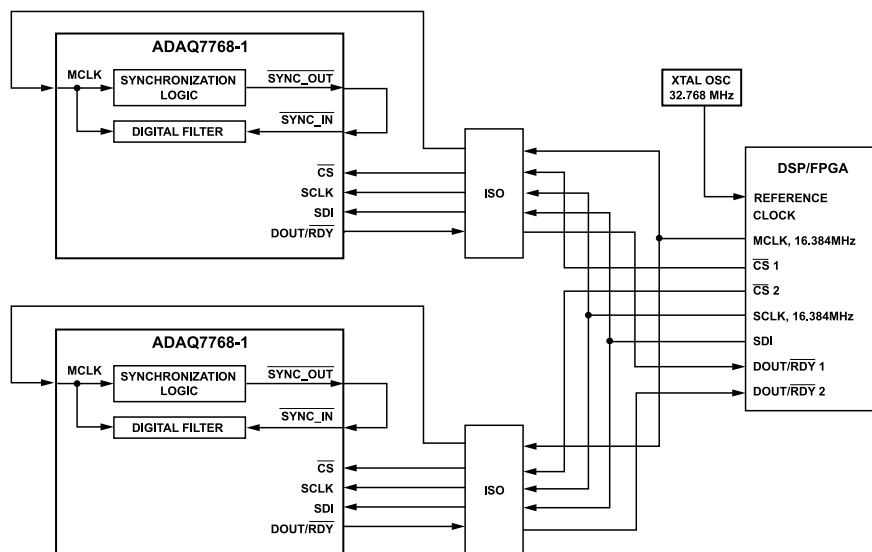 ADAQ7768-1
MCLK
SYNCHRONIZATION
LOGIC
SYNC_OUT
SYNC_IN
DIGITAL FILTER
CS
SCLK
SDI
DOUT/RDY
ISO
XTAL OSC
32.768 MHz
DSP/FPGA
REFERENCE
CLOCK
MCLK, 16.384MHz
CS 1
CS 2
SCLK, 16.384MHz
SDI
DOUT/RDY 1
DOUT/RDY 2
ADAQ7768-1
MCLK
SYNCHRONIZATION
LOGIC
SYNC_OUT
SYNC_IN
DIGITAL FILTER
CS
SCLK
SDI
DOUT/RDY
ISO